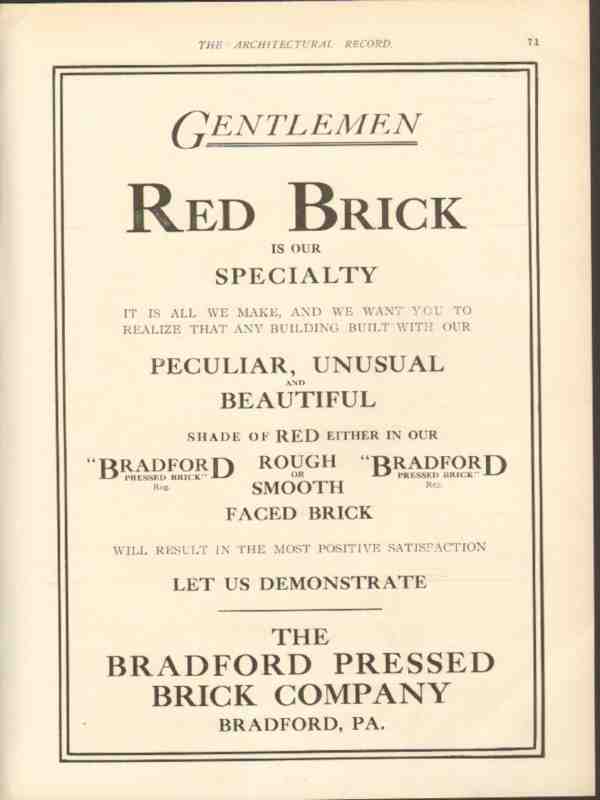 THE ARCHITECTURAL RECORD.
71
GENTLEMEN
RED BRICK
IS OUR
SPECIALTY
IT IS ALL WE MAKE, AND WE WANT YOU TO
REALIZE THAT ANY BUILDING BUILT WITH OUR
PECULIAR, UNUSUAL
AND
BEAUTIFUL
SHADE OF RED EITHER IN OUR
"BRADFORD
PRESSED BRICK"
Reg.
ROUGH
OR
SMOOTH
"BRADFORD
PRESSED BRICK"
Reg.
FACED BRICK
WILL RESULT IN THE MOST POSITIVE SATISFACTION
LET US DEMONSTRATE
THE
BRADFORD PRESSED
BRICK COMPANY
BRADFORD, PA.